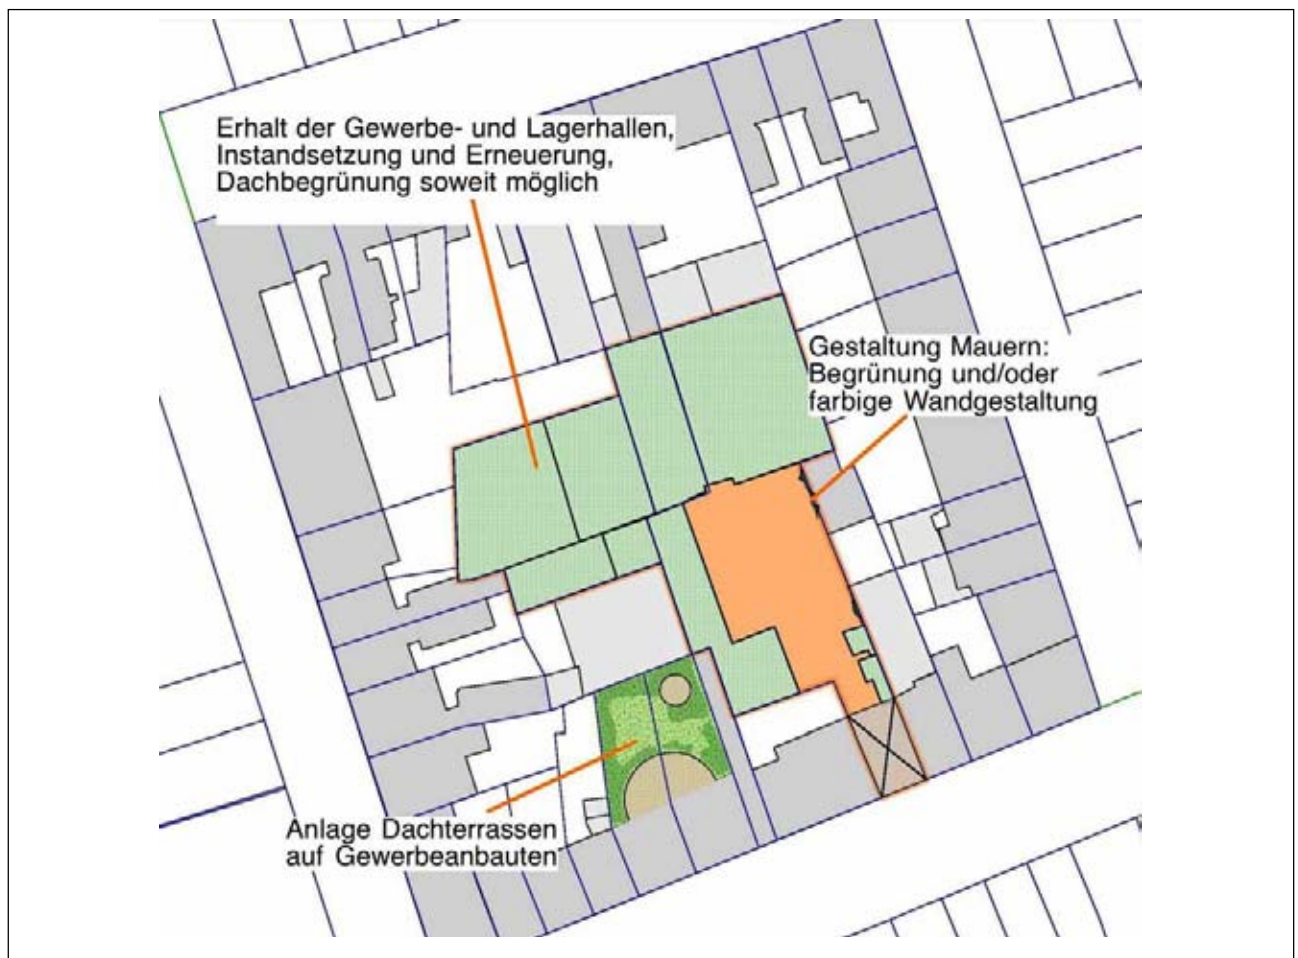 Erhalt der Gewerbe- und Lagerhallen,
Instandsetzung und Erneuerung,
Dachbegrünung soweit möglich
Gestaltung Mauern:
Begrünung und/oder
farbige Wandgestaltung
Anlage Dachterrassen
auf Gewerbeanbauten